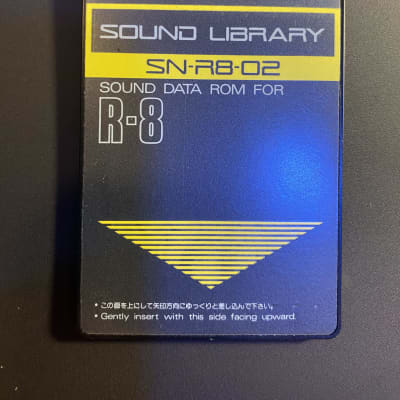 SOUND LIBRARY
SN-R8-02
SOUND DATA ROM FOR
R-8
• この面を上にして矢印方向にゆっくりと差し込んで下さい。
• Gently insert with this side facing upward.